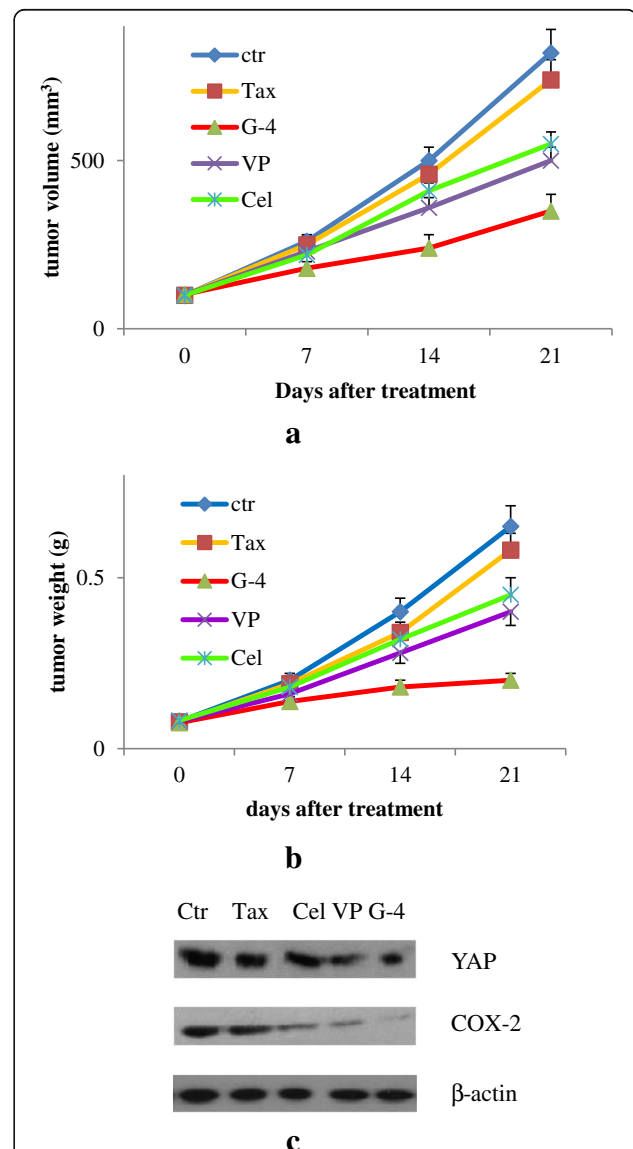 ctr
Tax
G-4
VP
Cel
tumor volume (mm³)
500
0
0 7 14 21
Days after treatment
a
ctr
Tax
G-4
VP
Cel
tumor weight (g)
0.5
0
0 7 14 21
days after treatment
b
Ctr Tax Cel VP G-4
YAP
COX-2
β-actin
c